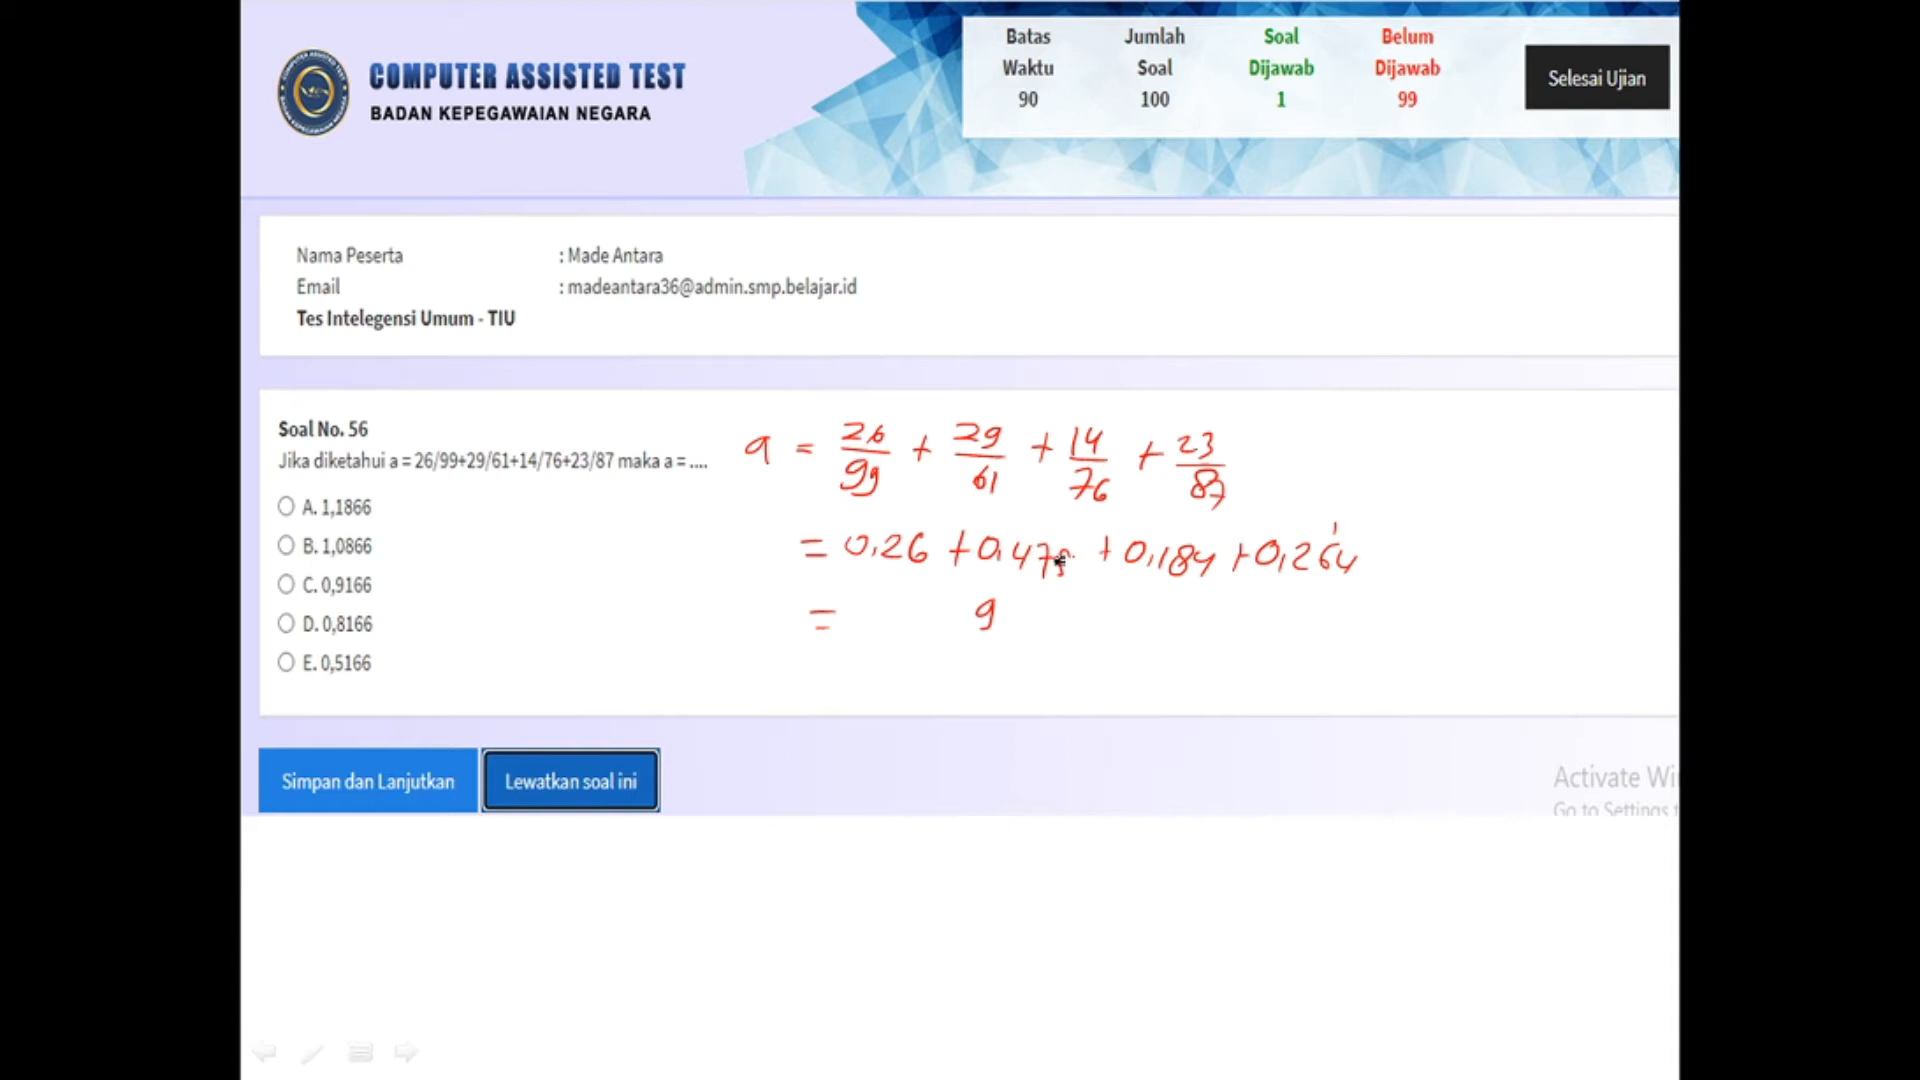 COMPUTER ASSISTED TEST
BADAN KEPEGAWAIAN NEGARA
Batas Waktu 90
Jumlah Soal 100
Soal Dijawab 1
Belum Dijawab 99
Selesai Ujian
Nama Peserta : Made Antara
Email : madeantara36@admin.smp.belajar.id
Tes Intelegensi Umum - TIU
Soal No. 56
Jika diketahui a = 26/99+29/61+14/76+23/87 maka a = ....
A. 1,1866
B. 1,0866
C. 0,9166
D. 0,8166
E. 0,5166
a = 26/99 + 29/61 + 14/76 + 23/87
= 0,26 + 0,475 + 0,184 + 0,264
1
= 9
Simpan dan Lanjutkan
Lewatkan soal ini
Activate Wi
Go to Settings